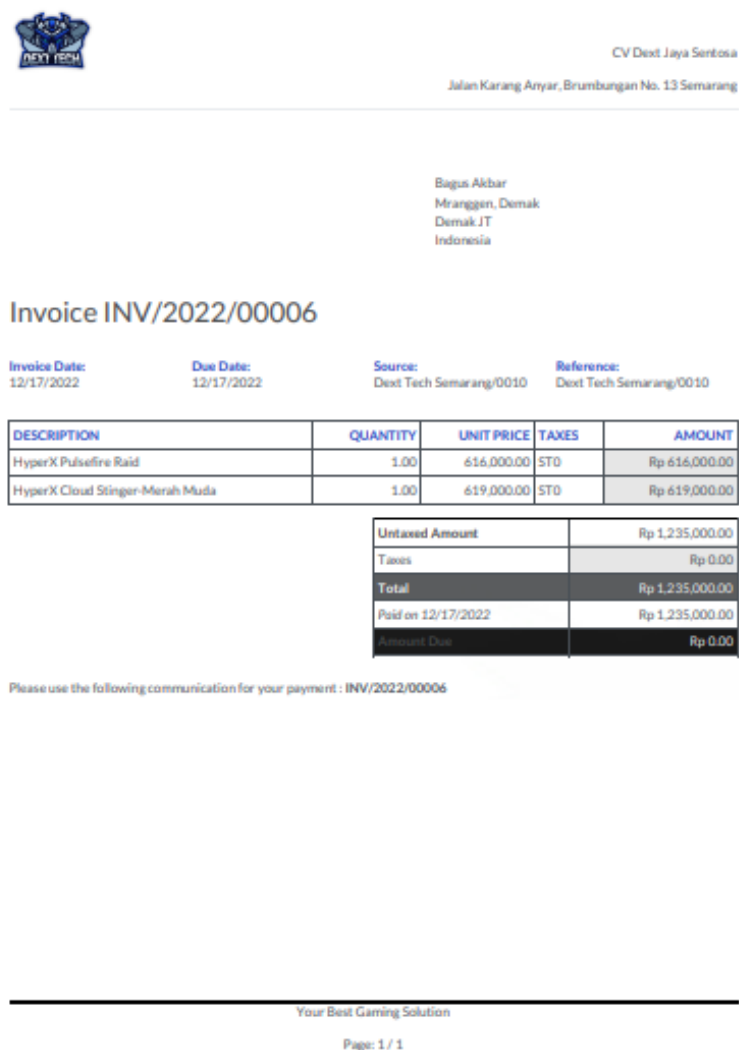 DEXT TECH
CV Dext Jaya Sentosa
Jalan Karang Anyar, Brumbungan No. 13 Semarang
Bagus Akbar
Mranggen, Demak
Demak JT
Indonesia
Invoice INV/2022/00006
Invoice Date: Due Date: Source: Reference:
12/17/2022 12/17/2022 Dext Tech Semarang/0010 Dext Tech Semarang/0010
DESCRIPTION QUANTITY UNIT PRICE TAXES AMOUNT
HyperX Pulsefire Raid 1.00 616,000.00 ST0 Rp 616,000.00
HyperX Cloud Stinger-Merah Muda 1.00 619,000.00 ST0 Rp 619,000.00
Untaxed Amount Rp 1,235,000.00
Taxes Rp 0.00
Total Rp 1,235,000.00
Paid on 12/17/2022 Rp 1,235,000.00
Amount Due Rp 0.00
Please use the following communication for your payment : INV/2022/00006
Your Best Gaming Solution
Page: 1 / 1